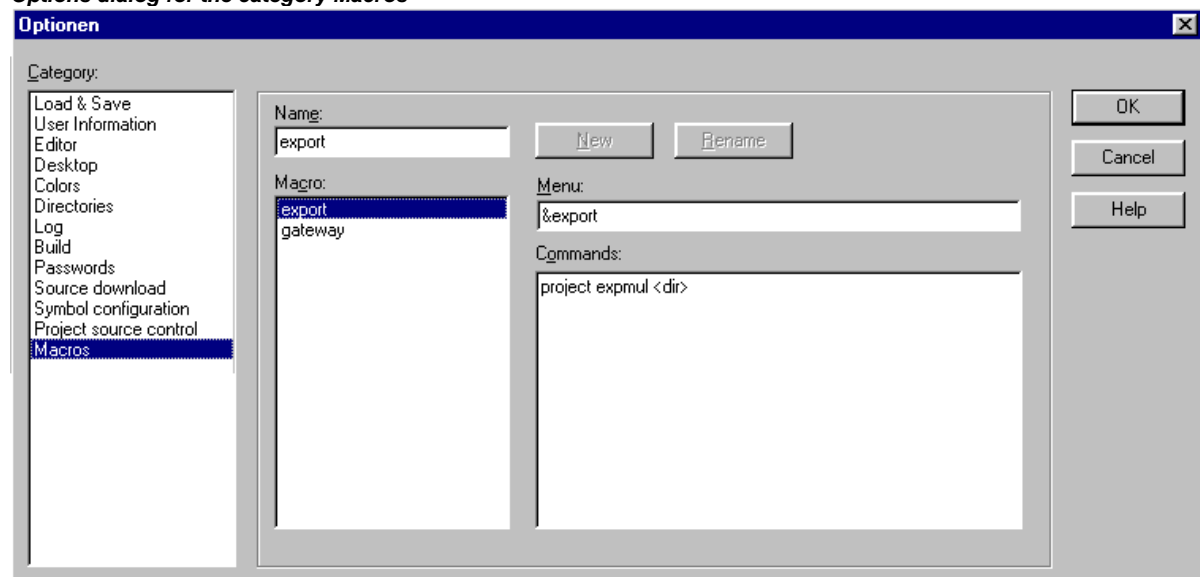 Options dialog for the category Macros
Optionen
Category:
Load & Save
User Information
Editor
Desktop
Colors
Directories
Log
Build
Passwords
Source download
Symbol configuration
Project source control
Macros
Name:
export
New
Rename
Macro:
export
gateway
Menu:
&export
Commands:
project expmul <dir>
OK
Cancel
Help